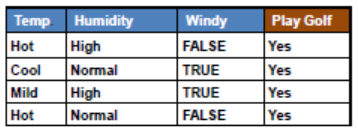 Temp. Humidity Windy Play Golf
Hot High FALSE Yes
Cool Normal TRUE Yes
Mild High TRUE Yes
Hot Normal FALSE Yes